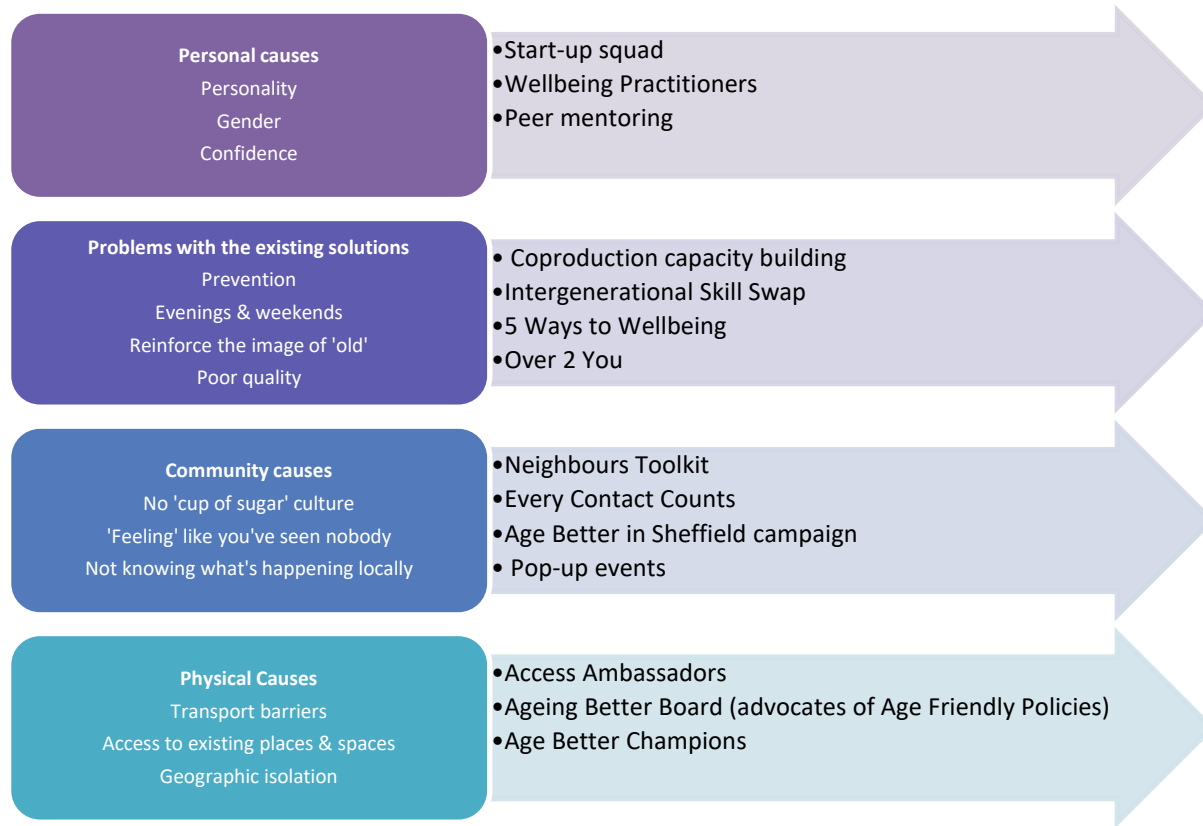 Personal causes
Personality
Gender
Confidence
•Start-up squad
•Wellbeing Practitioners
•Peer mentoring
Problems with the existing solutions
Prevention
Evenings & weekends
Reinforce the image of 'old'
Poor quality
• Coproduction capacity building
•Intergenerational Skill Swap
•5 Ways to Wellbeing
•Over 2 You
Community causes
No 'cup of sugar' culture
'Feeling' like you've seen nobody
Not knowing what's happening locally
•Neighbours Toolkit
•Every Contact Counts
•Age Better in Sheffield campaign
• Pop-up events
Physical Causes
Transport barriers
Access to existing places & spaces
Geographic isolation
•Access Ambassadors
•Ageing Better Board (advocates of Age Friendly Policies)
•Age Better Champions